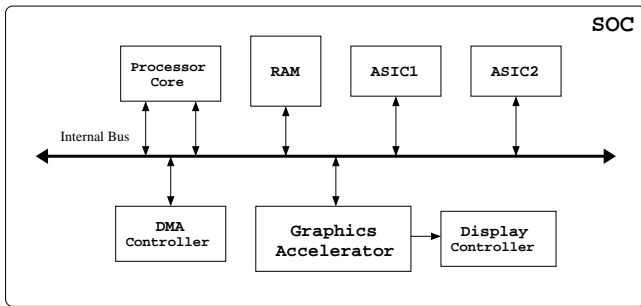 SOC
Processor
Core
RAM
ASIC1
ASIC2
Internal Bus
DMA
Controller
Graphics
Accelerator
Display
Controller